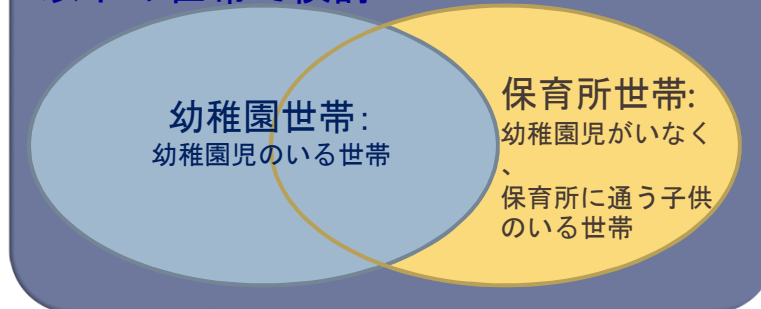 幼稚園世帯:
幼稚園児のいる世帯
保育所世帯:
幼稚園児がいなく
、
保育所に通う子供
のいる世帯